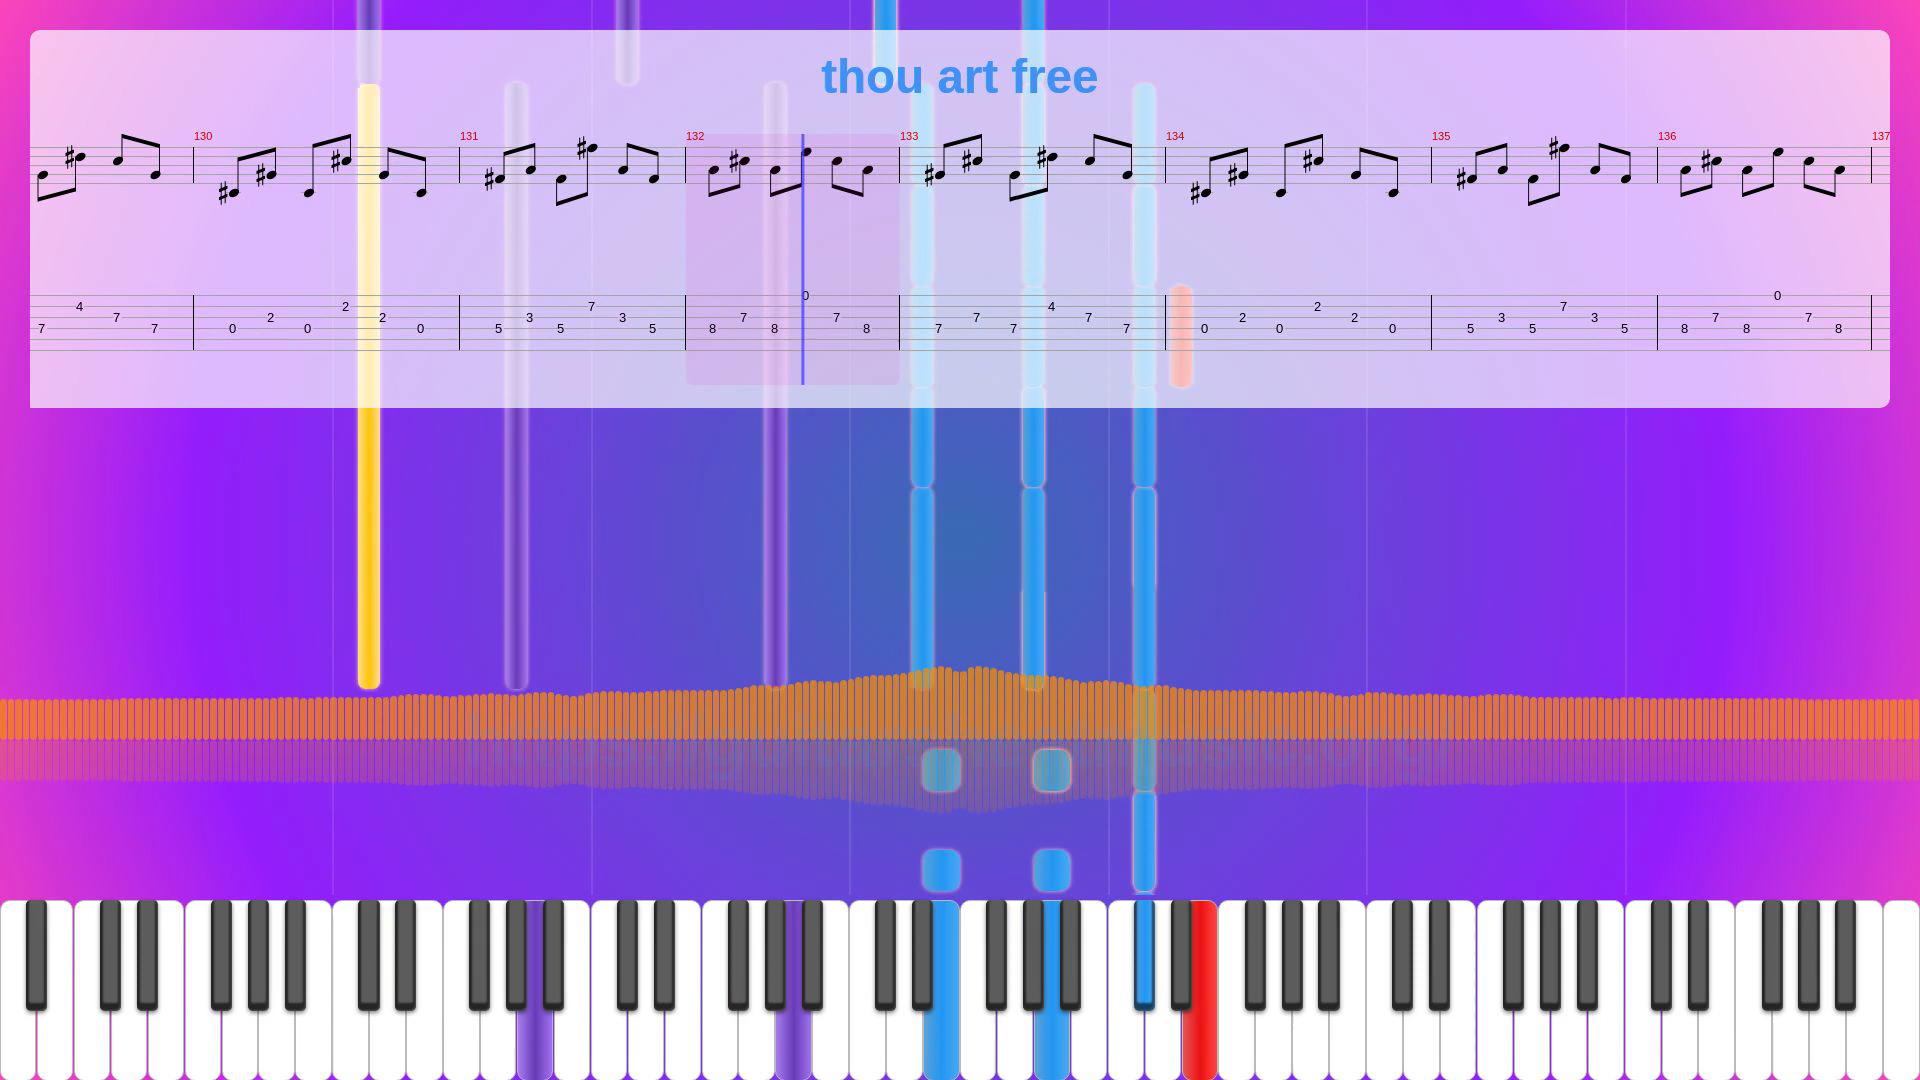 thou art free
130 131 132 133 134 135 136 137
0
4 2 7 4 2 7
7 2 2 3 3 7 7 7 7 2 2 3 3 7 7
7 7 0 0 0 5 5 5 8 8 8 7 7 7 0 0 0 5 5 5 8 8 8